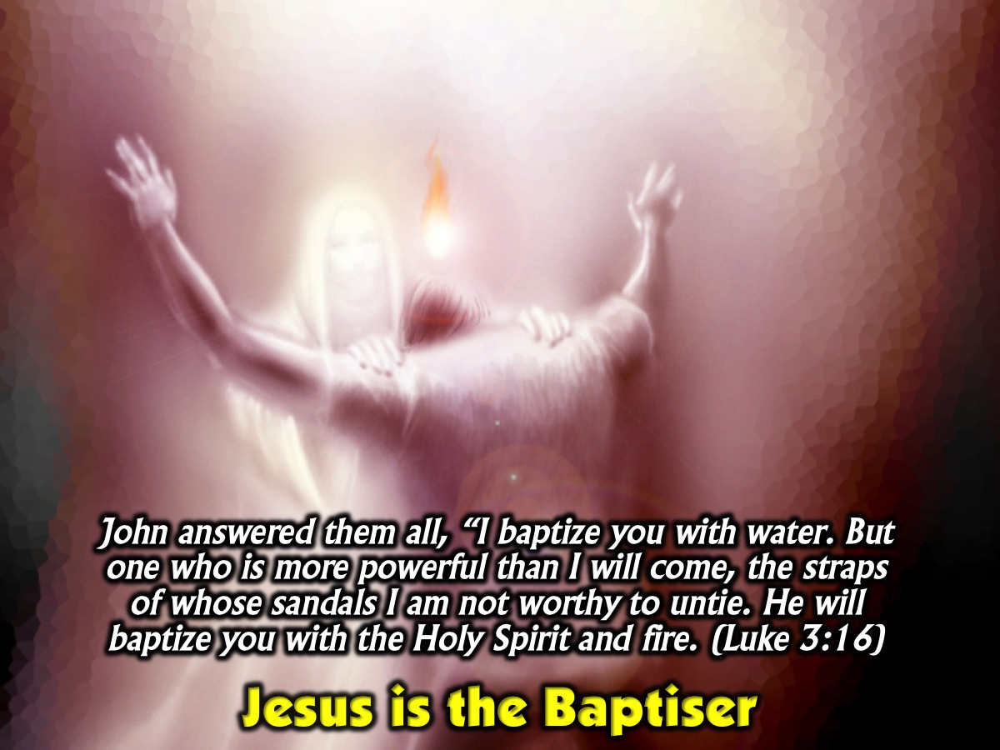 John answered them all, “I baptize you with water. But
one who is more powerful than I will come, the straps
of whose sandals I am not worthy to untie. He will
baptize you with the Holy Spirit and fire. (Luke 3:16)
Jesus is the Baptiser